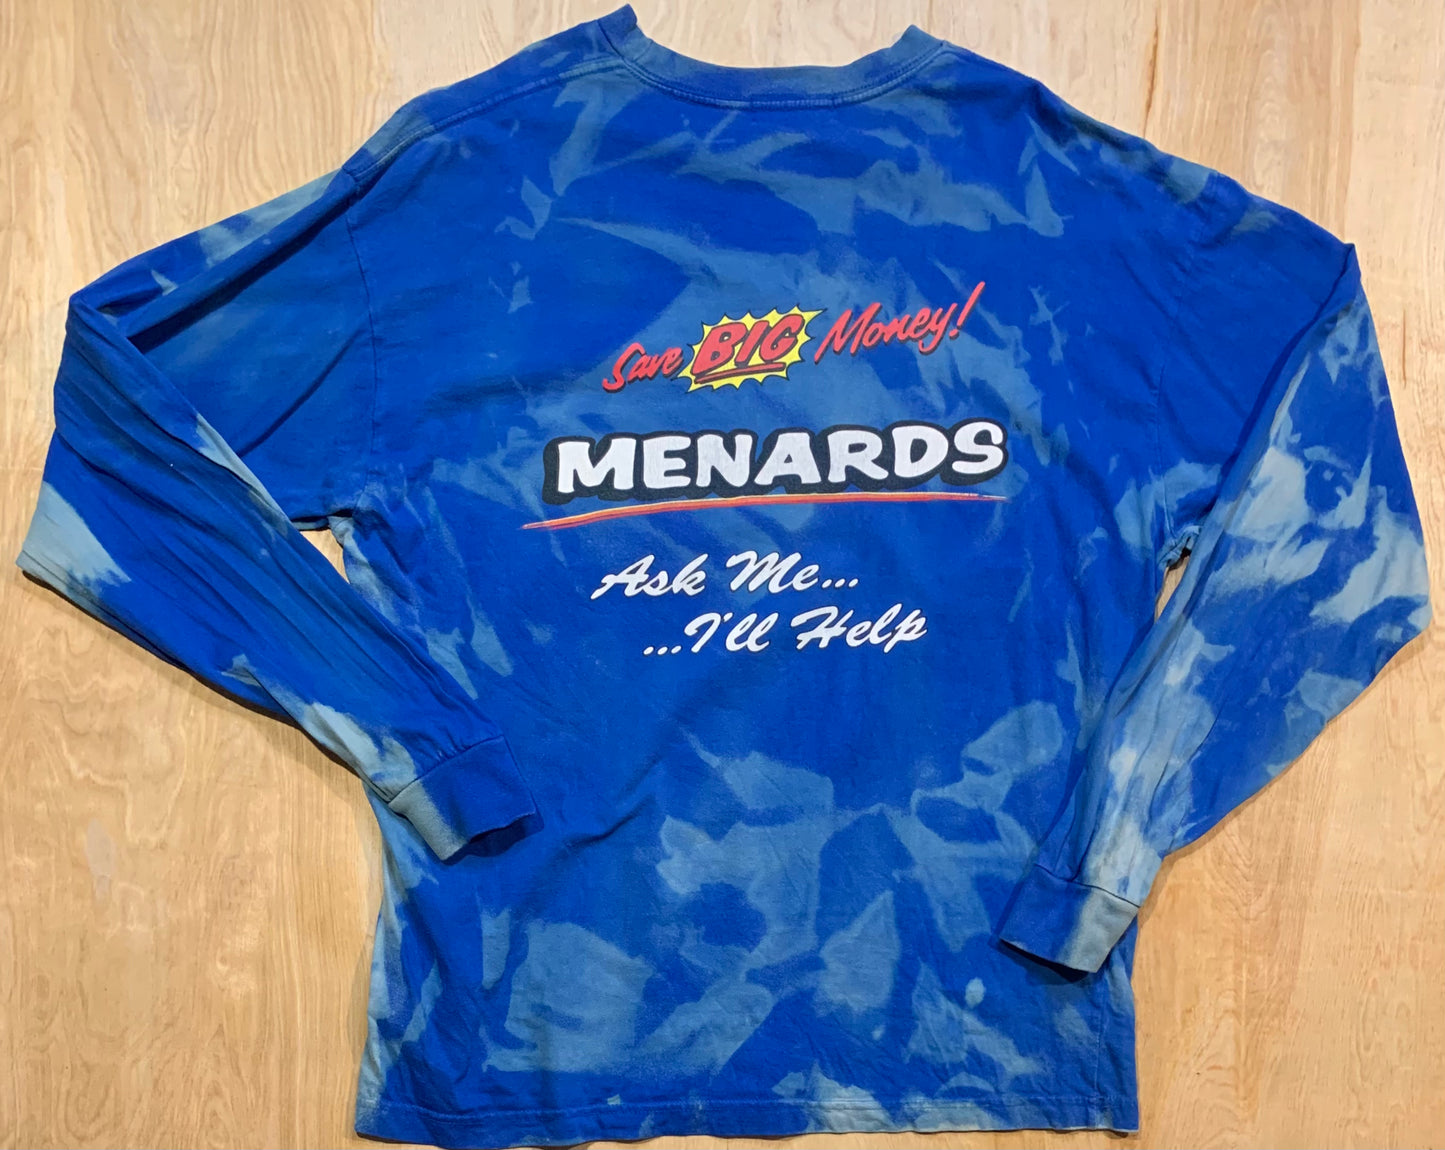 Save BIG Money!
MENARDS
Ask Me...
...I'll Help